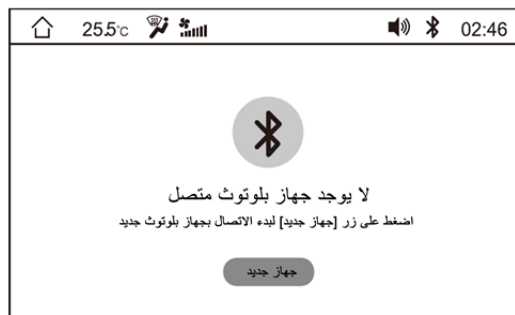 25.5°c 02:46
لا يوجد جهاز بلوتوث متصل
اضغط على زر [جهاز جديد] لبدء الاتصال بجهاز بلوتوث جديد
جهاز جديد